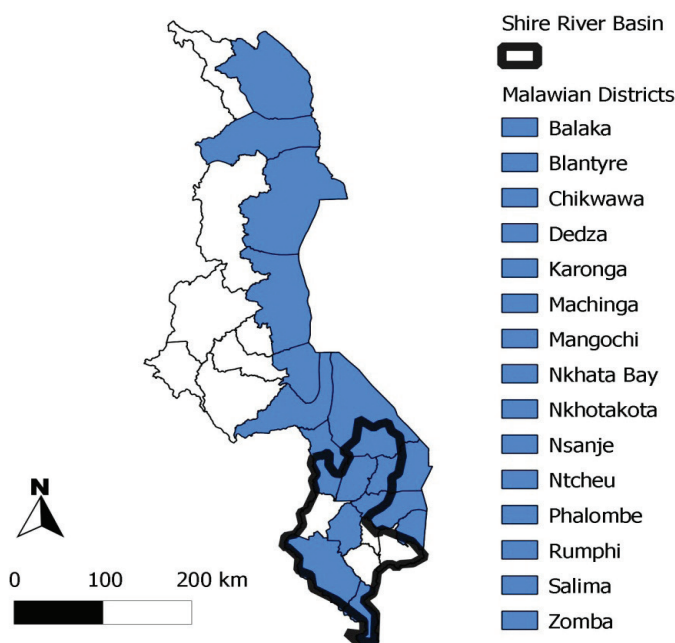 Shire River Basin
Malawian Districts
Balaka
Blantyre
Chikwawa
Dedza
Karonga
Machinga
Mangochi
Nkhata Bay
Nkhotakota
Nsanje
Ntcheu
Phalombe
Rumphi
Salima
Zomba
N
0 100 200 km